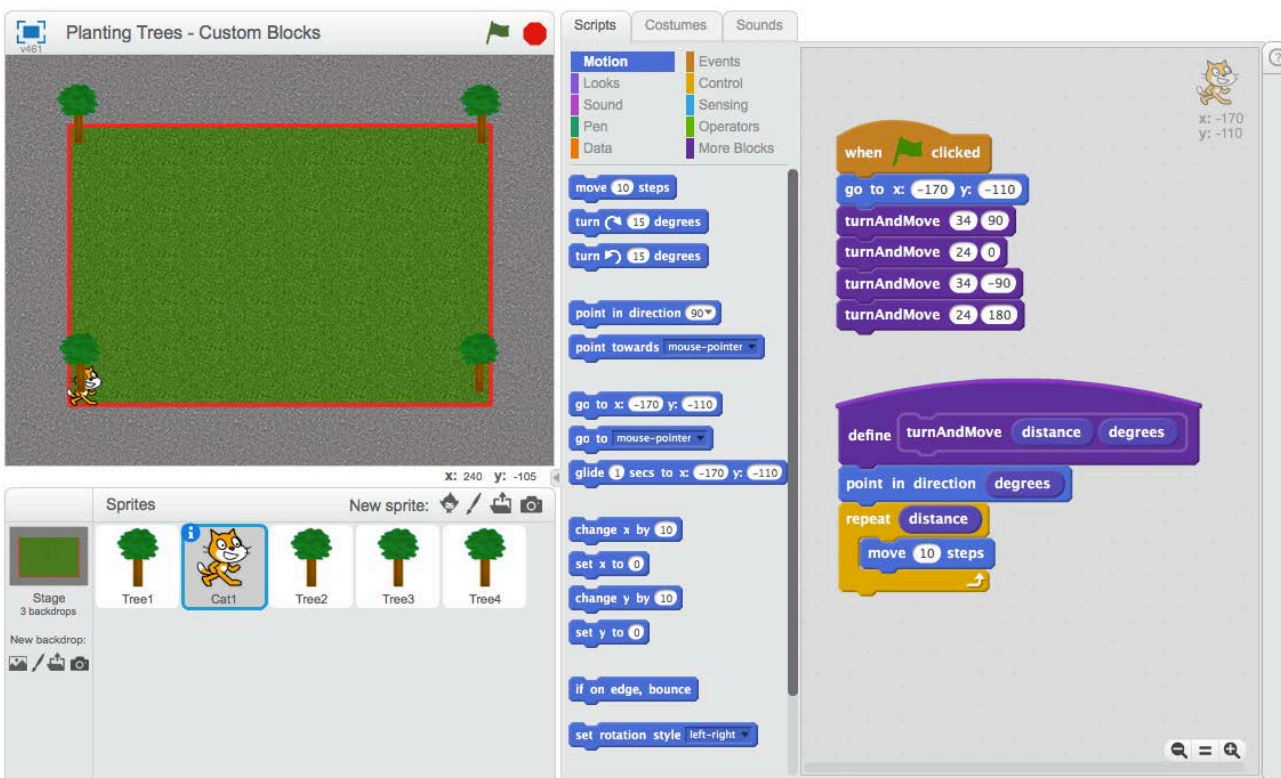 Planting Trees - Custom Blocks
v461
x: 240 y: -105
Sprites
New sprite:
Stage
3 backdrops
New backdrop:
Tree1
Cat1
Tree2
Tree3
Tree4
Scripts
Costumes
Sounds
Motion
Looks
Sound
Pen
Data
Events
Control
Sensing
Operators
More Blocks
move 10 steps
turn 15 degrees
turn 15 degrees
point in direction 90
point towards mouse-pointer
go to x: -170 y: -110
go to mouse-pointer
glide 1 secs to x: -170 y: -110
change x by 10
set x to 0
change y by 10
set y to 0
if on edge, bounce
set rotation style left-right
x: -170
y: -110
when clicked
go to x: -170 y: -110
turnAndMove 34 90
turnAndMove 24 0
turnAndMove 34 -90
turnAndMove 24 180
define turnAndMove distance degrees
point in direction degrees
repeat distance
move 10 steps